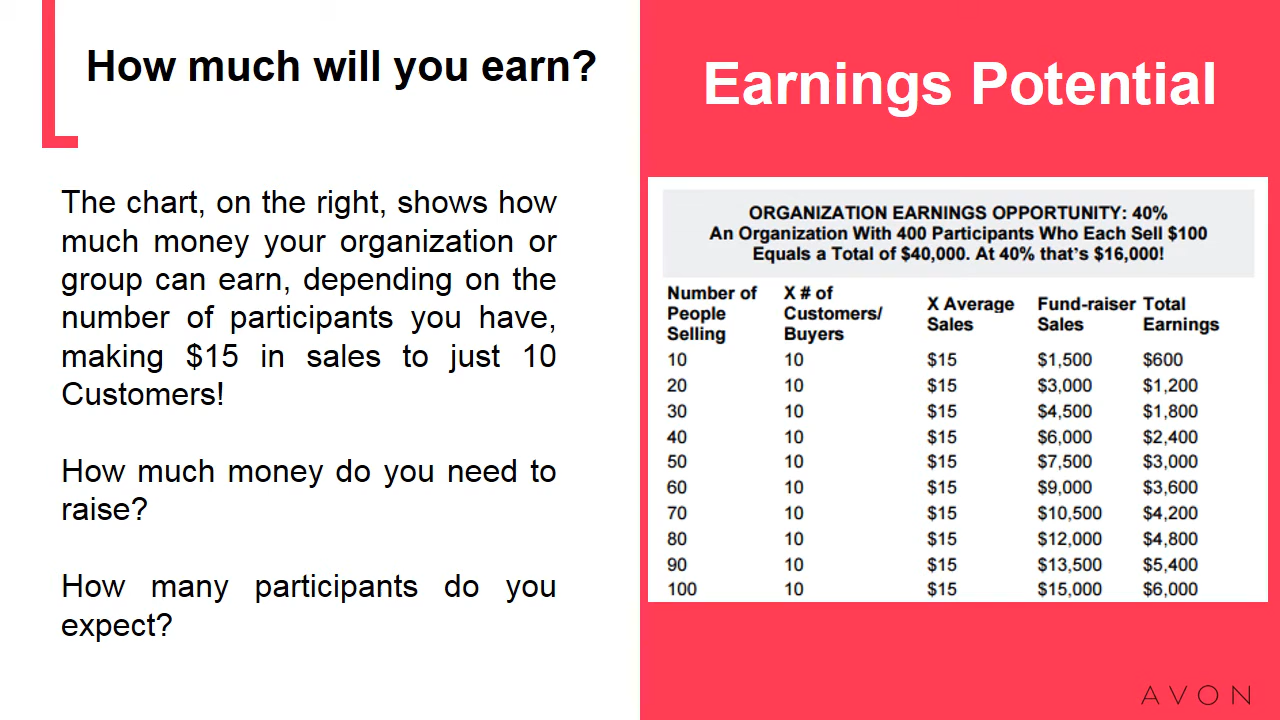 How much will you earn?
The chart, on the right, shows how
much money your organization or
group can earn, depending on the
number of participants you have,
making $15 in sales to just 10
Customers!
How much money do you need to
raise?
How many participants do you
expect?
Earnings Potential
ORGANIZATION EARNINGS OPPORTUNITY: 40%
An Organization With 400 Participants Who Each Sell $100
Equals a Total of $40,000. At 40% that's $16,000!
Number of People Selling X # of Customers/ Buyers X Average Sales Fund-raiser Sales Total Earnings
10 10 $15 $1,500 $600
20 10 $15 $3,000 $1,200
30 10 $15 $4,500 $1,800
40 10 $15 $6,000 $2,400
50 10 $15 $7,500 $3,000
60 10 $15 $9,000 $3,600
70 10 $15 $10,500 $4,200
80 10 $15 $12,000 $4,800
90 10 $15 $13,500 $5,400
100 10 $15 $15,000 $6,000
AVON